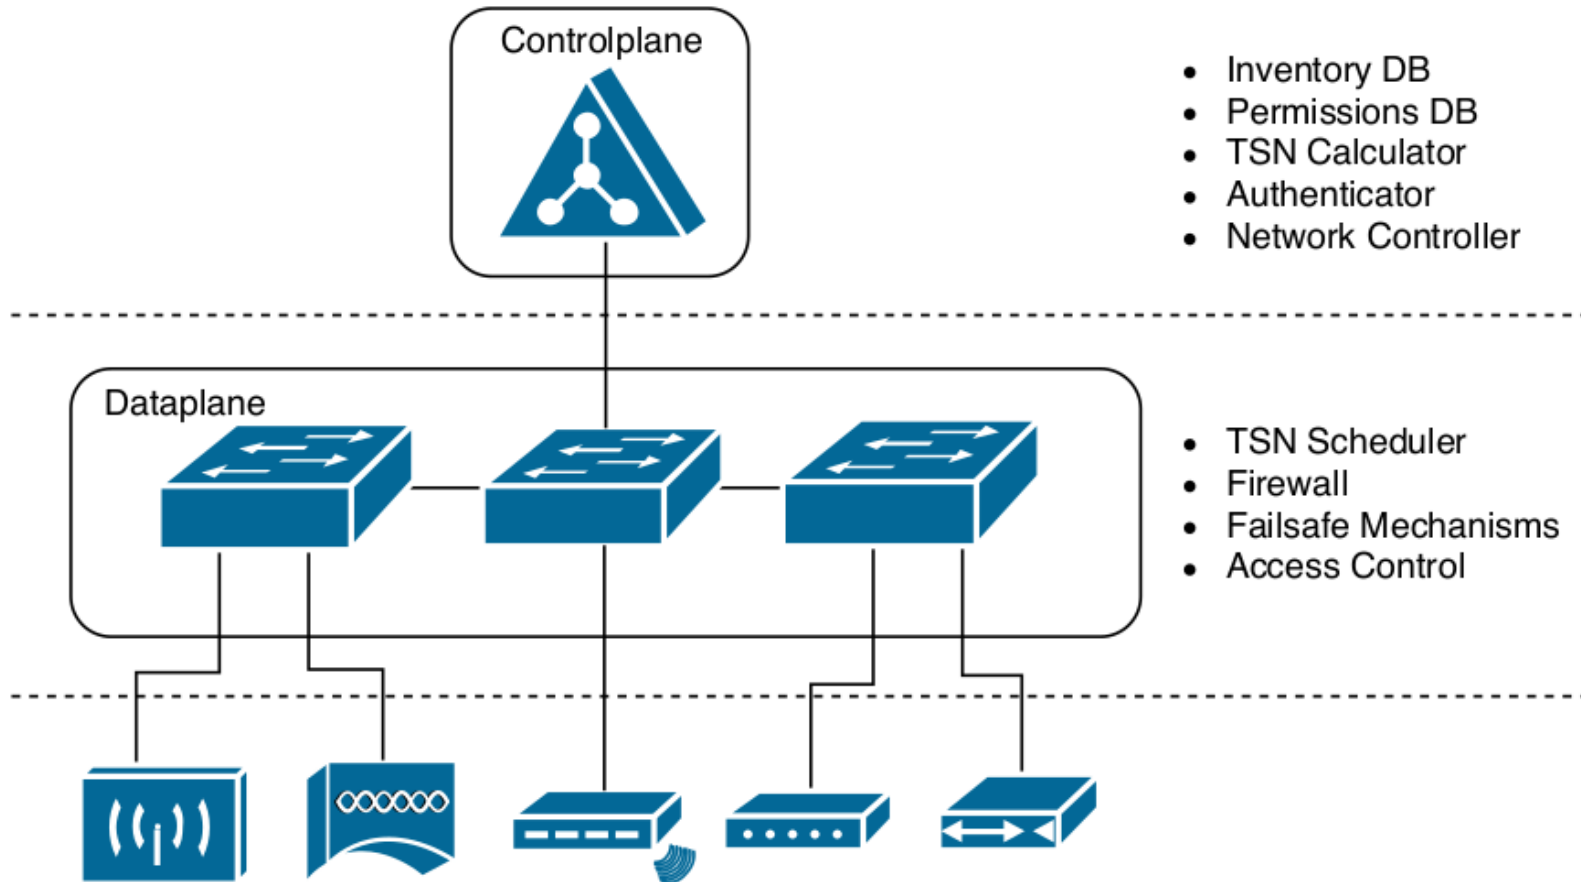 Controlplane
• Inventory DB
• Permissions DB
• TSN Calculator
• Authenticator
• Network Controller
Dataplane
• TSN Scheduler
• Firewall
• Failsafe Mechanisms
• Access Control